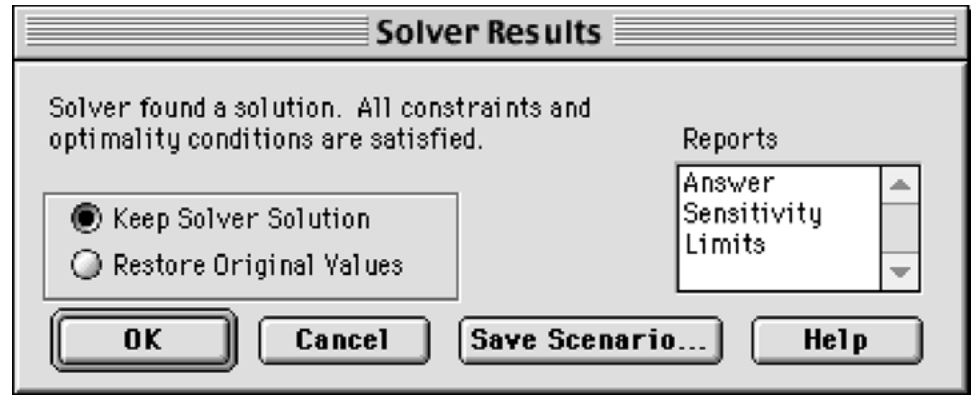 Solver Results
Solver found a solution. All constraints and
optimality conditions are satisfied.
Reports
Answer
Sensitivity
Limits
Keep Solver Solution
Restore Original Values
OK
Cancel
Save Scenario...
Help